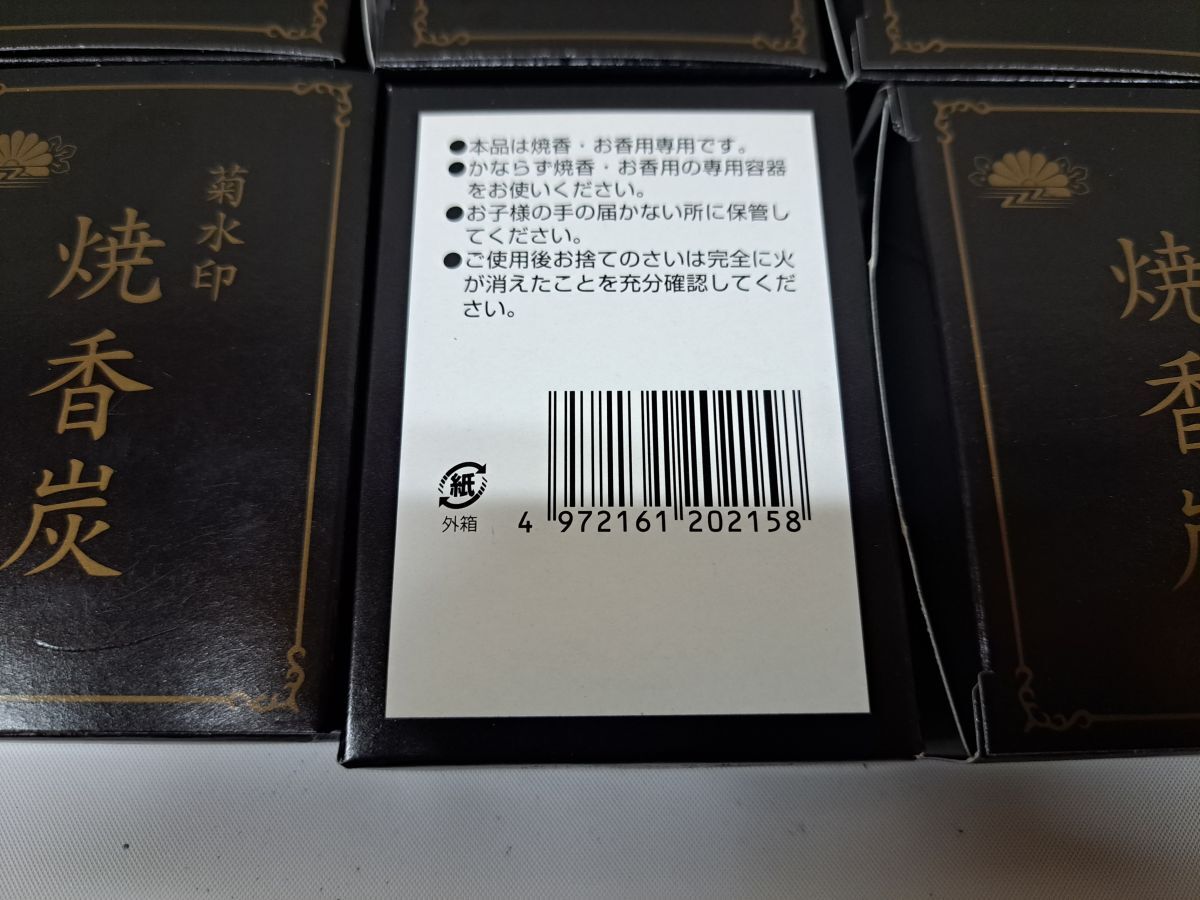 菊水印
焼香炭
●本品は焼香・お香用専用です。
●かならず焼香・お香用の専用容器
をお使いください。
●お子様の手の届かない所に保管し
てください。
●ご使用後お捨てのさいは完全に火
が消えたことを充分確認してくだ
さい。
紙
外箱
4 972161 202158
焼香炭